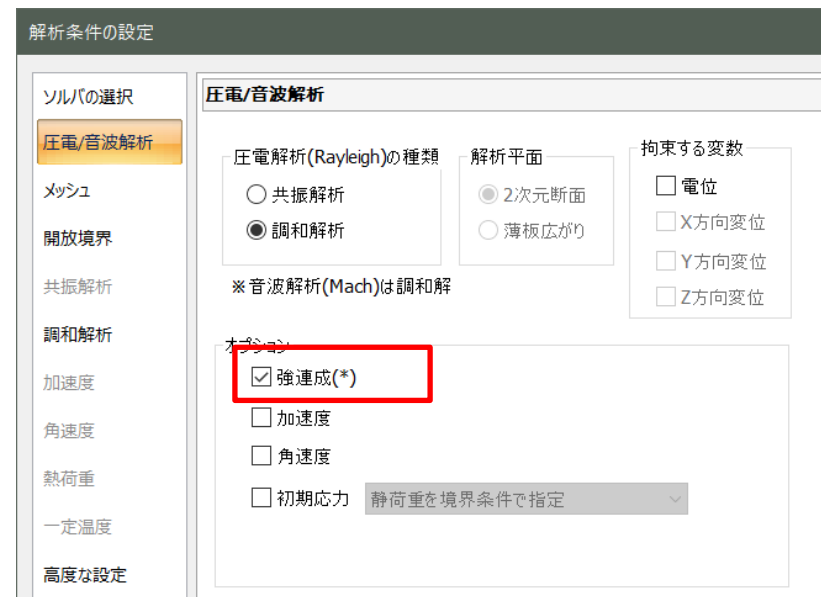 解析条件の設定
ソルバの選択
圧電/音波解析
メッシュ
開放境界
共振解析
調和解析
加速度
角速度
熱荷重
一定温度
高度な設定
圧電/音波解析
圧電解析(Rayleigh)の種類
共振解析
調和解析
※音波解析(Mach)は調和解
解析平面
2次元断面
薄板広がり
拘束する変数
電位
X方向変位
Y方向変位
Z方向変位
オプション
強連成(*)
加速度
角速度
初期応力 静荷重を境界条件で指定